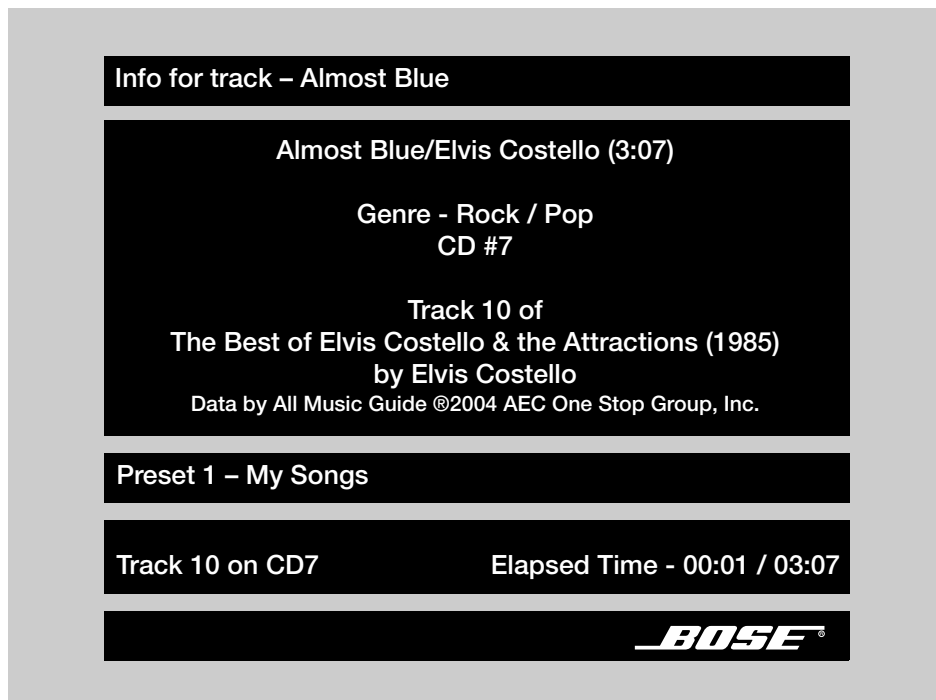 Info for track – Almost Blue
Almost Blue/Elvis Costello (3:07)
Genre - Rock / Pop
CD #7
Track 10 of
The Best of Elvis Costello & the Attractions (1985)
by Elvis Costello
Data by All Music Guide ®2004 AEC One Stop Group, Inc.
Preset 1 – My Songs
Track 10 on CD7 Elapsed Time - 00:01 / 03:07
BOSE®